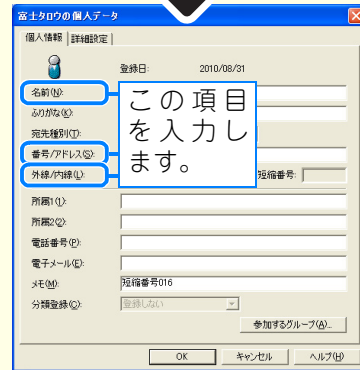 富士タロウの個人データ
個人情報 詳細設定
登録日: 2010/08/31
名前(N):
ふりがな(K):
宛先種別(T):
番号/アドレス(S):
外線/内線(L):
この項目
を入力し
ます。
短縮番号:
所属1(1):
所属2(2):
電話番号(P):
電子メール(E):
メモ(M): 短縮番号016
分類登録(C): 登録しない
参加するグループ(A)...
OK キャンセル ヘルプ(H)